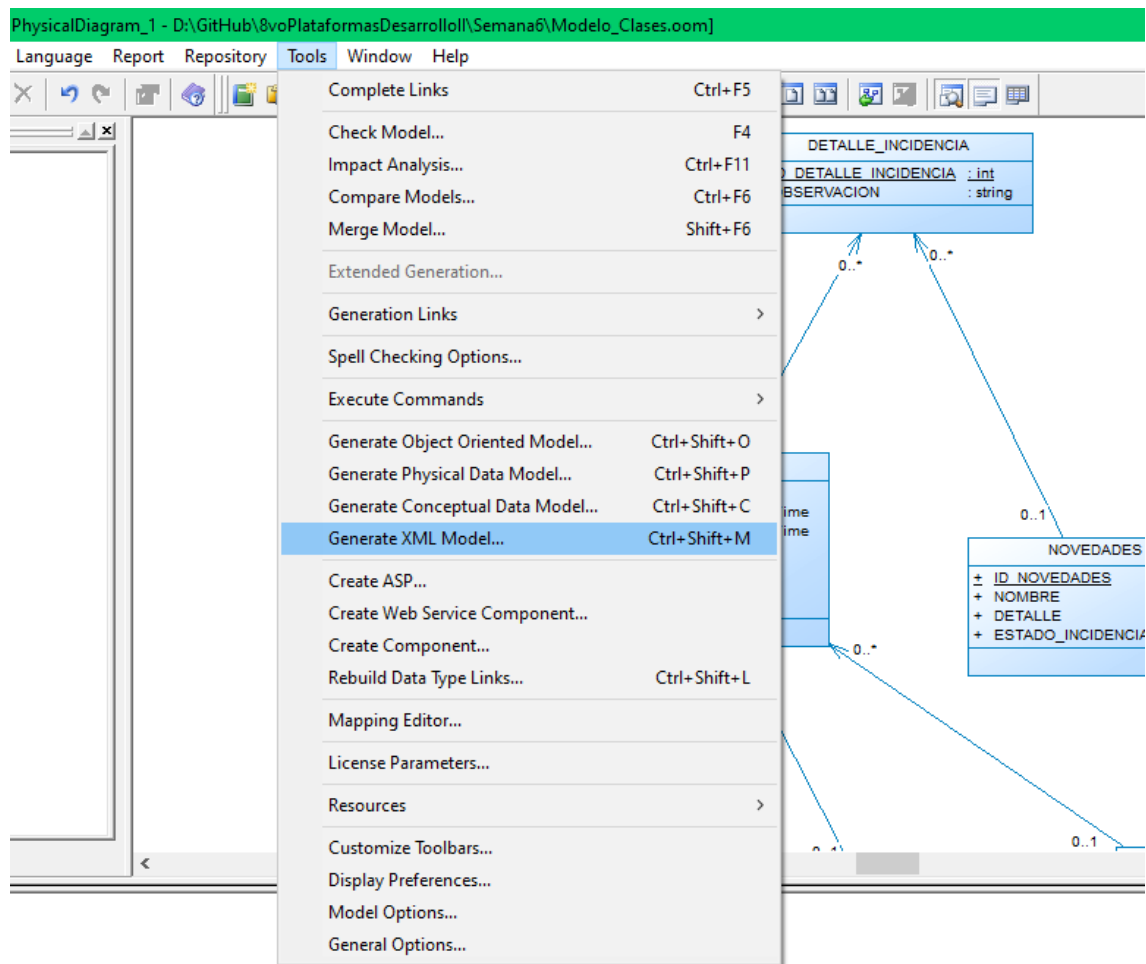 PhysicalDiagram_1 - D:\GitHub\8voPlataformasDesarrolloII\Semana6\Modelo_Clases.oom]
Language Report Repository Tools Window Help
Complete Links Ctrl+F5
Check Model... F4
Impact Analysis... Ctrl+F11
Compare Models... Ctrl+F6
Merge Model... Shift+F6
Extended Generation...
Generation Links
Spell Checking Options...
Execute Commands
Generate Object Oriented Model... Ctrl+Shift+O
Generate Physical Data Model... Ctrl+Shift+P
Generate Conceptual Data Model... Ctrl+Shift+C
Generate XML Model... Ctrl+Shift+M
Create ASP...
Create Web Service Component...
Create Component...
Rebuild Data Type Links... Ctrl+Shift+L
Mapping Editor...
License Parameters...
Resources
Customize Toolbars...
Display Preferences...
Model Options...
General Options...
DETALLE_INCIDENCIA
DETALLE_INCIDENCIA : int
BSERVACION : string
0..*
0..*
ime
ime
0..1
NOVEDADES
+ ID_NOVEDADES
+ NOMBRE
+ DETALLE
+ ESTADO_INCIDENCIA
0..*
0..1